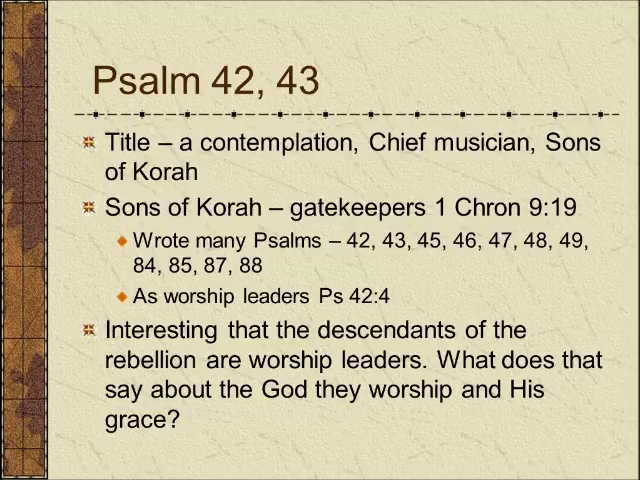 Psalm 42, 43
Title – a contemplation, Chief musician, Sons
of Korah
Sons of Korah – gatekeepers 1 Chron 9:19
Wrote many Psalms – 42, 43, 45, 46, 47, 48, 49,
84, 85, 87, 88
As worship leaders Ps 42:4
Interesting that the descendants of the
rebellion are worship leaders. What does that
say about the God they worship and His
grace?